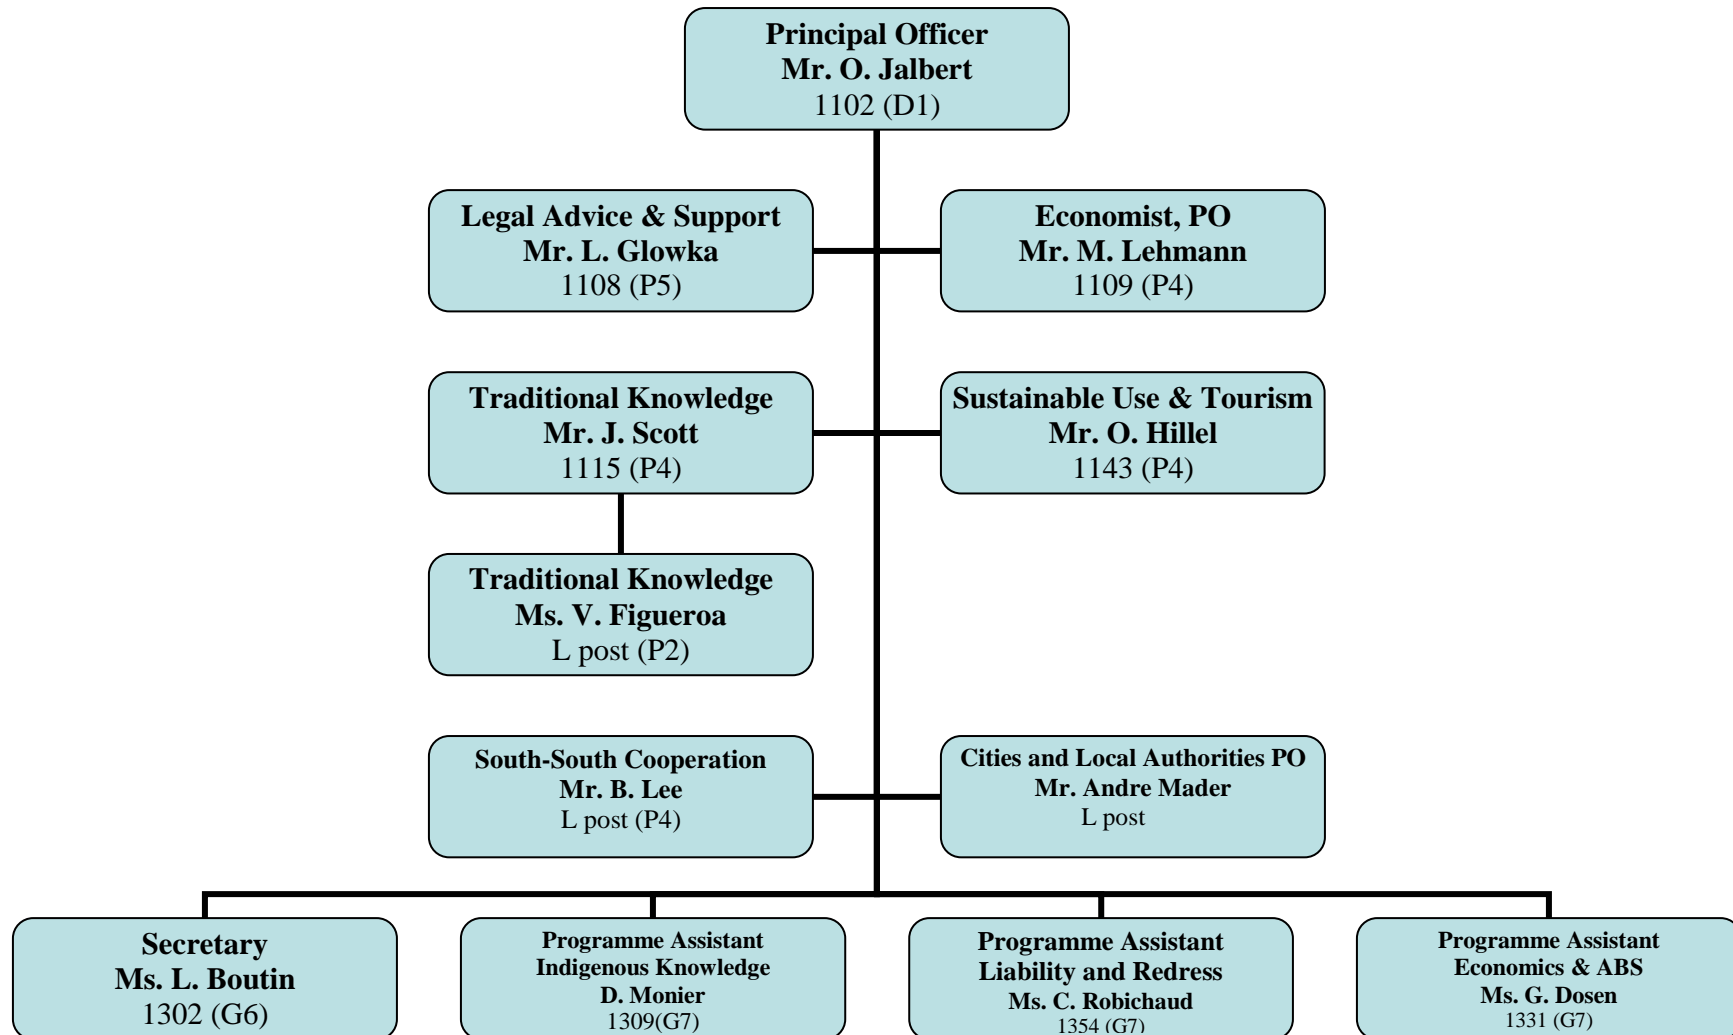 Principal Officer
Mr. O. Jalbert
1102 (D1)
Legal Advice & Support
Mr. L. Glowka
1108 (P5)
Economist, PO
Mr. M. Lehmann
1109 (P4)
Traditional Knowledge
Mr. J. Scott
1115 (P4)
Sustainable Use & Tourism
Mr. O. Hillel
1143 (P4)
Traditional Knowledge
Ms. V. Figueroa
L post (P2)
South-South Cooperation
Mr. B. Lee
L post (P4)
Cities and Local Authorities PO
Mr. Andre Mader
L post
Secretary
Ms. L. Boutin
1302 (G6)
Programme Assistant
Indigenous Knowledge
D. Monier
1309(G7)
Programme Assistant
Liability and Redress
Ms. C. Robichaud
1354 (G7)
Programme Assistant
Economics & ABS
Ms. G. Dosen
1331 (G7)